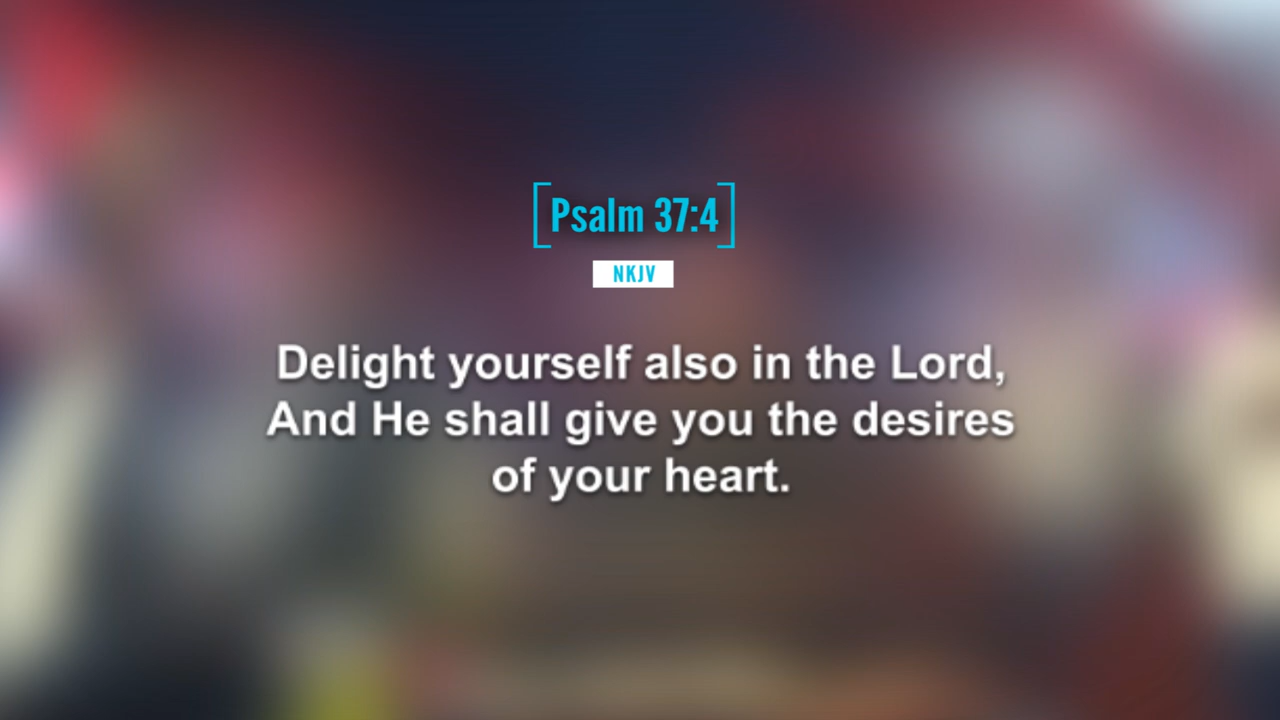 [Psalm 37:4]
NKJV
Delight yourself also in the Lord,
And He shall give you the desires
of your heart.